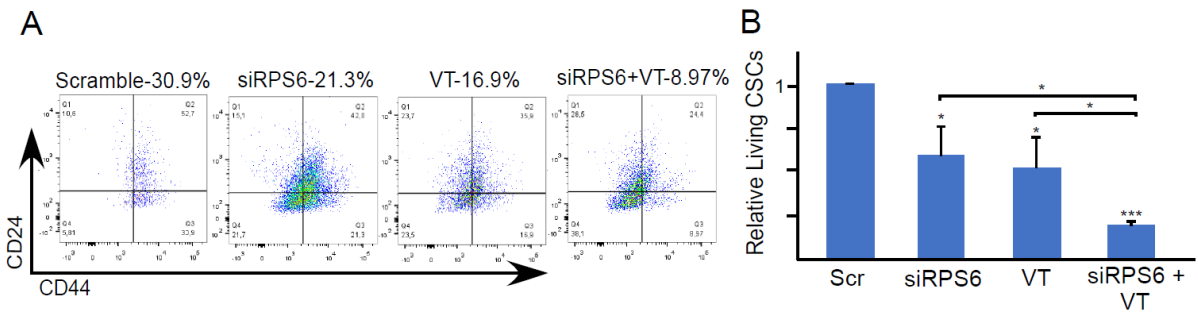 A
B
Scramble-30.9%
siRPS6-21.3%
VT-16.9%
siRPS6+VT-8.97%
Q1
10,6
Q2
52,7
Q4
5,81
Q3
30,9
Q1
15,1
Q2
42,0
Q4
21,7
Q3
21,3
Q1
23,7
Q2
35,9
Q4
23,5
Q3
16,9
Q1
28,5
Q2
24,4
Q4
38,1
Q3
8,97
CD24
CD44
Relative Living CSCs
1
*
*
*
*
***
Scr
siRPS6
VT
siRPS6 +
VT